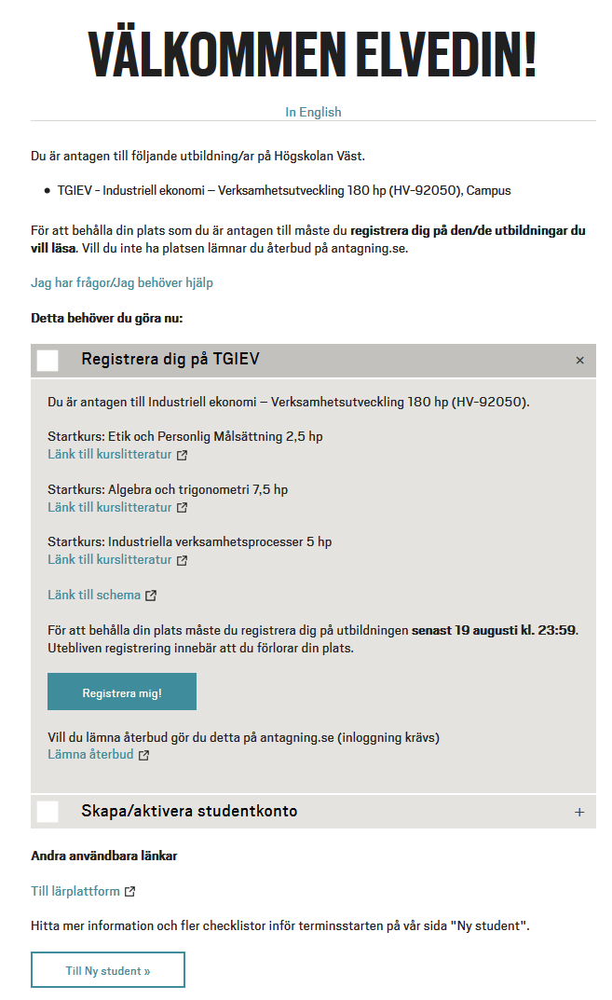 VÄLKOMMEN ELVEDIN!
In English
Du är antagen till följande utbildning/ar på Högskolan Väst.
• TGIEV - Industriell ekonomi – Verksamhetsutveckling 180 hp (HV-92050), Campus
För att behålla din plats som du är antagen till måste du registrera dig på den/de utbildningar du
vill läsa. Vill du inte ha platsen lämnar du återbud på antagning.se.
Jag har frågor/Jag behöver hjälp
Detta behöver du göra nu:
Registrera dig på TGIEV ×
Du är antagen till Industriell ekonomi – Verksamhetsutveckling 180 hp (HV-92050).
Startkurs: Etik och Personlig Målsättning 2,5 hp
Länk till kurslitteratur
Startkurs: Algebra och trigonometri 7,5 hp
Länk till kurslitteratur
Startkurs: Industriella verksamhetsprocesser 5 hp
Länk till kurslitteratur
Länk till schema
För att behålla din plats måste du registrera dig på utbildningen senast 19 augusti kl. 23:59.
Utebliven registrering innebär att du förlorar din plats.
Registrera mig!
Vill du lämna återbud gör du detta på antagning.se (inloggning krävs)
Lämna återbud
Skapa/aktivera studentkonto +
Andra användbara länkar
Till lärplattform
Hitta mer information och fler checklistor inför terminsstarten på vår sida "Ny student".
Till Ny student »